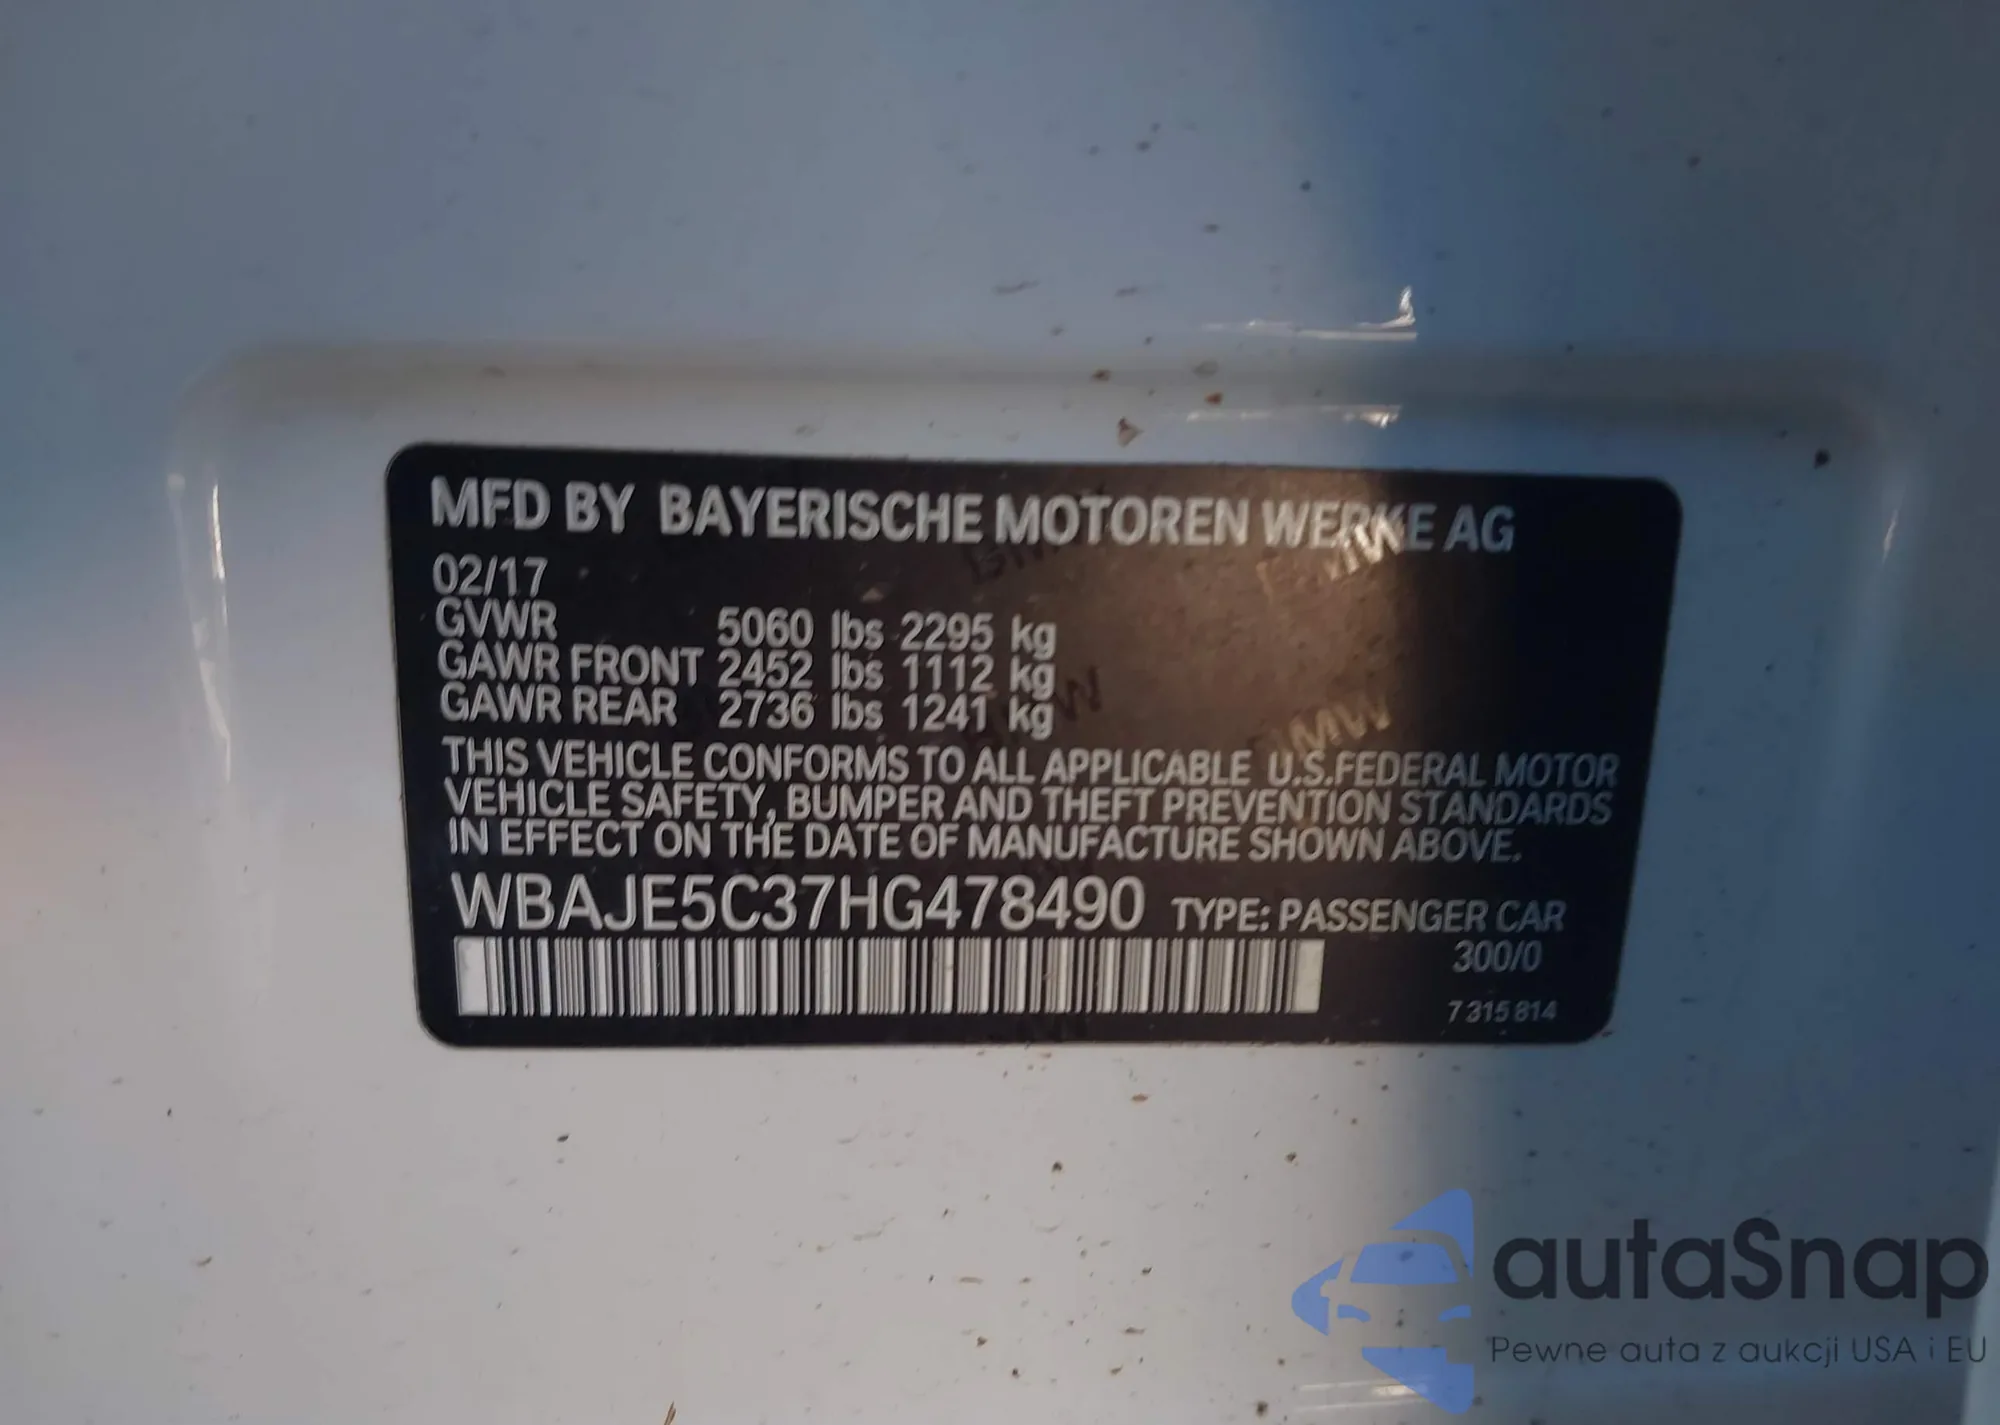 MFD BY BAYERISCHE MOTOREN WERKE AG
02/17
GVWR 5060 lbs 2295 kg
GAWR FRONT 2452 lbs 1112 kg
GAWR REAR 2736 lbs 1241 kg
THIS VEHICLE CONFORMS TO ALL APPLICABLE U.S.FEDERAL MOTOR
VEHICLE SAFETY, BUMPER AND THEFT PREVENTION STANDARDS
IN EFFECT ON THE DATE OF MANUFACTURE SHOWN ABOVE.
WBAJE5C37HG478490 TYPE: PASSENGER CAR
300/0
7 315 814
autaSnap
Pewne auta z aukcji USA i EU